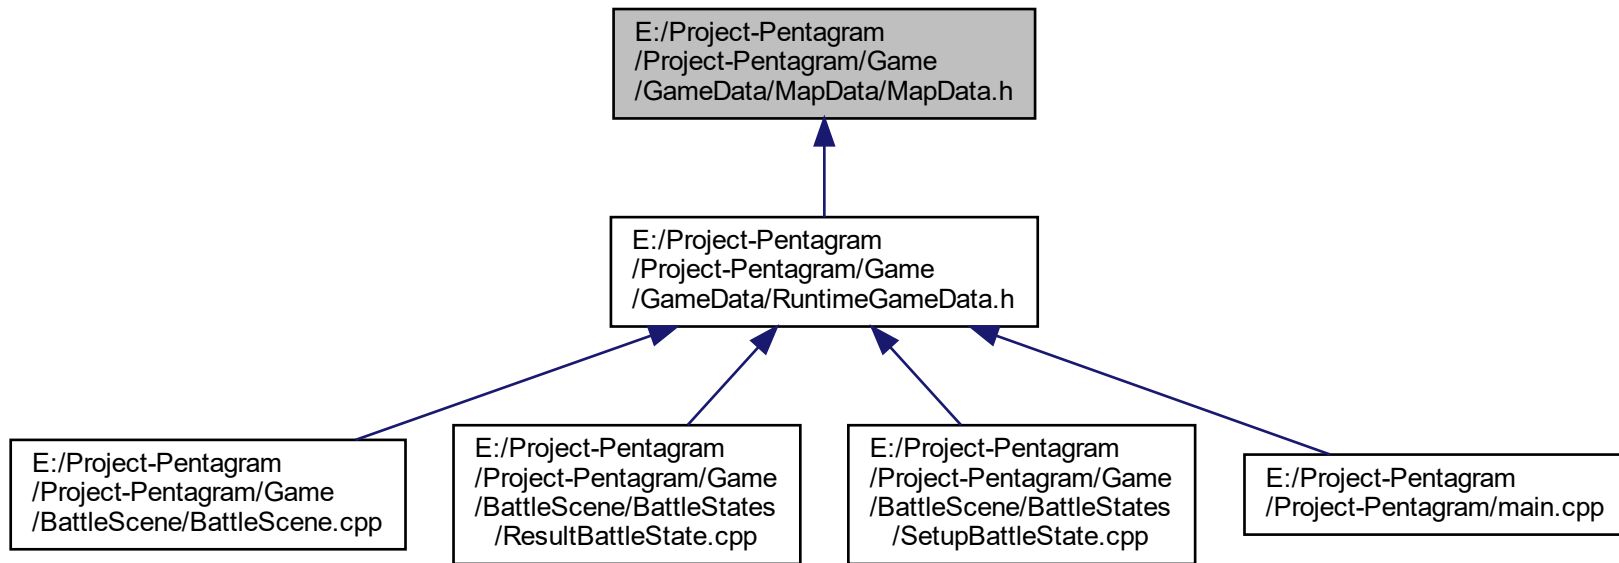 E:/Project-Pentagram
/Project-Pentagram/Game
/GameData/MapData/MapData.h
E:/Project-Pentagram
/Project-Pentagram/Game
/GameData/RuntimeGameData.h
E:/Project-Pentagram
/Project-Pentagram/Game
/BattleScene/BattleScene.cpp
E:/Project-Pentagram
/Project-Pentagram/Game
/BattleScene/BattleStates
/ResultBattleState.cpp
E:/Project-Pentagram
/Project-Pentagram/Game
/BattleScene/BattleStates
/SetupBattleState.cpp
E:/Project-Pentagram
/Project-Pentagram/main.cpp